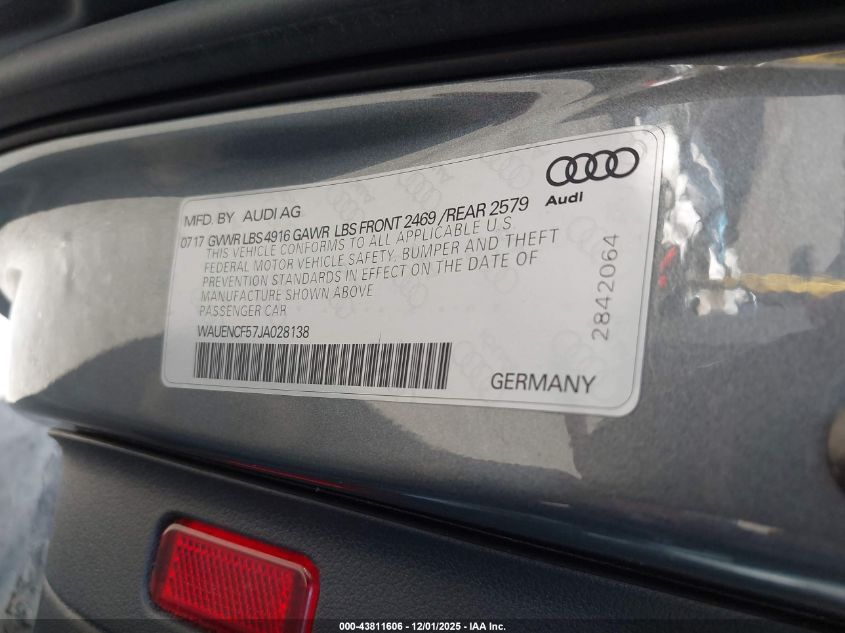 MFD. BY AUDI AG
Audi
0717 GVWR LBS 4916 GAWR LBS FRONT 2469 /REAR 2579
THIS VEHICLE CONFORMS TO ALL APPLICABLE U.S
FEDERAL MOTOR VEHICLE SAFETY, BUMPER AND THEFT
PREVENTION STANDARDS IN EFFECT ON THE DATE OF
MANUFACTURE SHOWN ABOVE
PASSENGER CAR
WAUENCF57JA028138
GERMANY
2842064
000-43811606 - 12/01/2025 - IAA Inc.